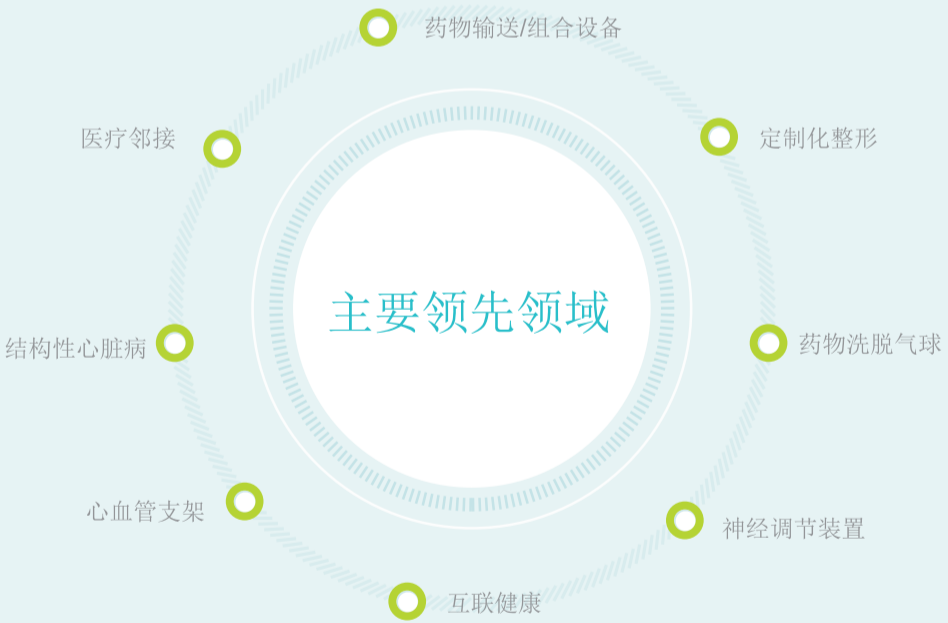 药物输送/组合设备
医疗邻接
定制化整形
主要领先领域
结构性心脏病
药物洗脱气球
心血管支架
神经调节装置
互联健康